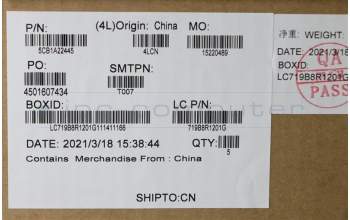 P/N:
5CB1A22445
(4L)Origin: China
4LCN
MO:
15220489
PO:
4501607434
SMTPN:
T007
BOXID:
LC719B8R1201G111411166
LC P/N:
719B8R1201G
DATE: 2021/3/18 15:38:44
QTY:
5
Contains Merchandise From : China
SHIPTO:CN
净重: WEIGHT:
DATE: 2021/3/18
BOXID:
LC719B8R1201G
QA
PASS